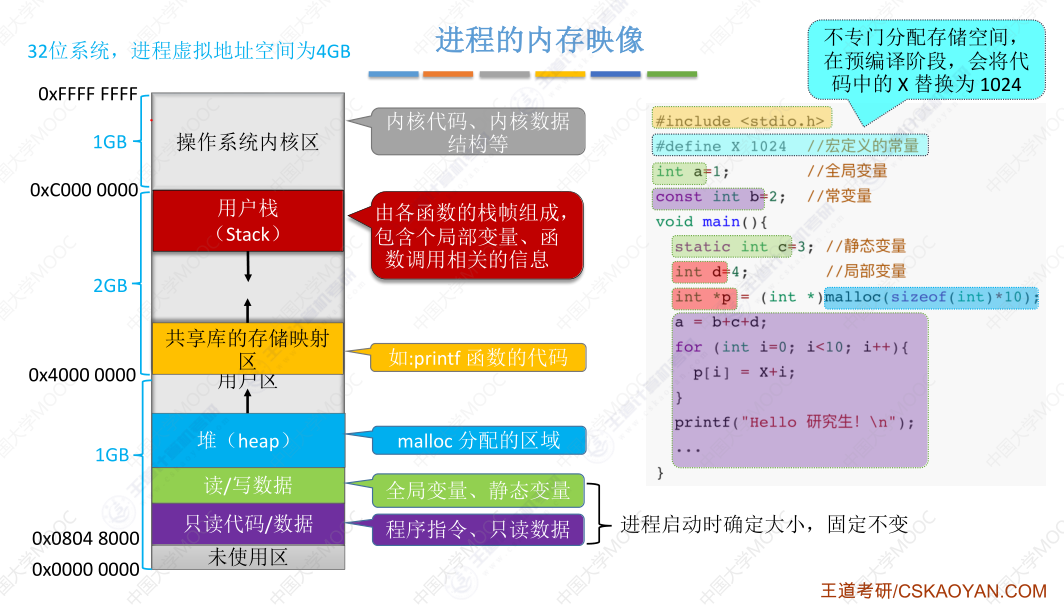 进程的内存映像
32位系统，进程虚拟地址空间为4GB
0xFFFF FFFF
1GB
操作系统内核区
内核代码、内核数据
结构等
0xC000 0000
用户栈
（Stack）
由各函数的栈帧组成，
包含个局部变量、函
数调用相关的信息
2GB
共享库的存储映射
区
如:printf 函数的代码
0x4000 0000
用户区
堆（heap）
malloc 分配的区域
1GB
读/写数据
全局变量、静态变量
只读代码/数据
程序指令、只读数据
进程启动时确定大小，固定不变
0x0804 8000
未使用区
0x0000 0000
不专门分配存储空间，
在预编译阶段，会将代
码中的 X 替换为 1024
#include <stdio.h>
#define X 1024 //宏定义的常量
int a=1; //全局变量
const int b=2; //常变量
void main(){
static int c=3; //静态变量
int d=4; //局部变量
int *p = (int *)malloc(sizeof(int)*10);
a = b+c+d;
for (int i=0; i<10; i++){
p[i] = X+i;
}
printf("Hello 研究生! \n");
...
}
王道考研/CSKAOYAN.COM
中国大学MOOC